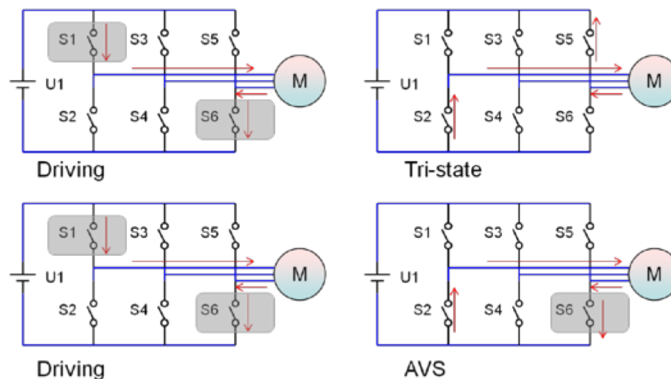 S1 S3 S5
U1 M
S2 S4 S6
Driving
S1 S3 S5
U1 M
S2 S4 S6
Tri-state
S1 S3 S5
U1 M
S2 S4 S6
Driving
S1 S3 S5
U1 M
S2 S4 S6
AVS